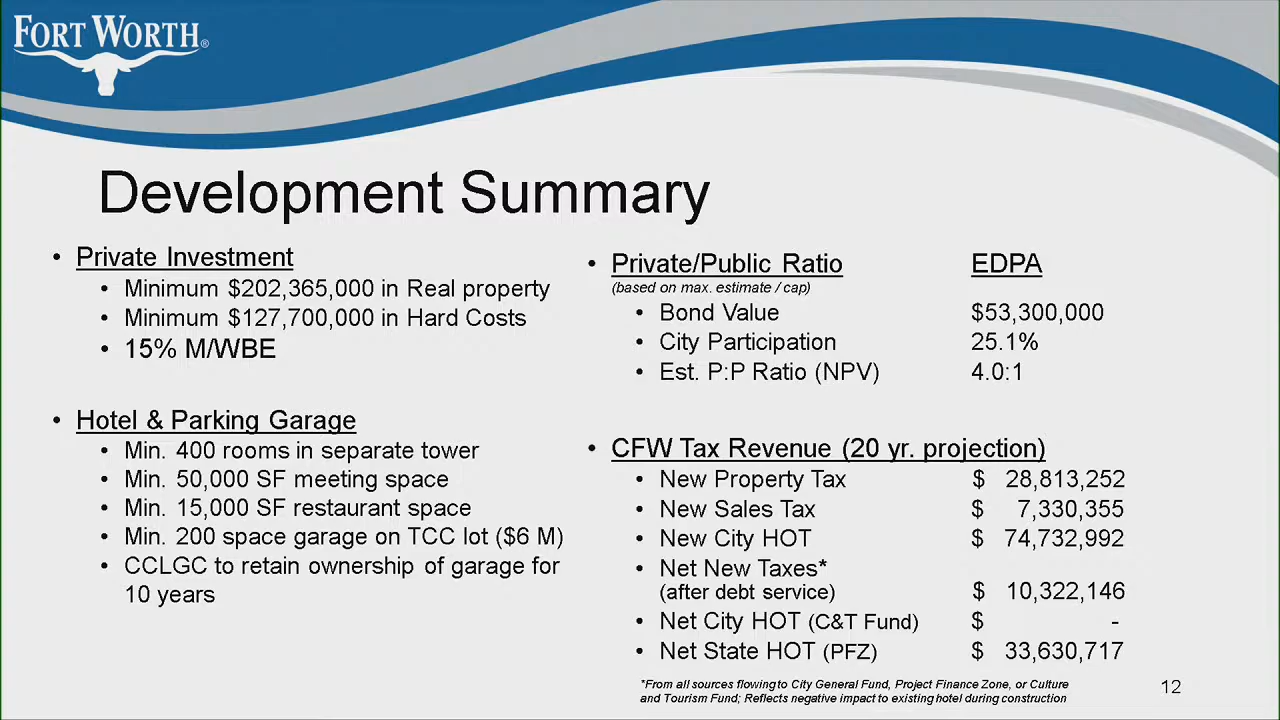 FORT WORTH®
Development Summary
• Private Investment
• Minimum $202,365,000 in Real property
• Minimum $127,700,000 in Hard Costs
• 15% M/WBE
• Hotel & Parking Garage
• Min. 400 rooms in separate tower
• Min. 50,000 SF meeting space
• Min. 15,000 SF restaurant space
• Min. 200 space garage on TCC lot ($6 M)
• CCLGC to retain ownership of garage for
10 years
• Private/Public Ratio EDPA
(based on max. estimate / cap)
• Bond Value $53,300,000
• City Participation 25.1%
• Est. P:P Ratio (NPV) 4.0:1
• CFW Tax Revenue (20 yr. projection)
• New Property Tax $ 28,813,252
• New Sales Tax $ 7,330,355
• New City HOT $ 74,732,992
• Net New Taxes*
(after debt service) $ 10,322,146
• Net City HOT (C&T Fund) $ -
• Net State HOT (PFZ) $ 33,630,717
*From all sources flowing to City General Fund, Project Finance Zone, or Culture
and Tourism Fund; Reflects negative impact to existing hotel during construction
12